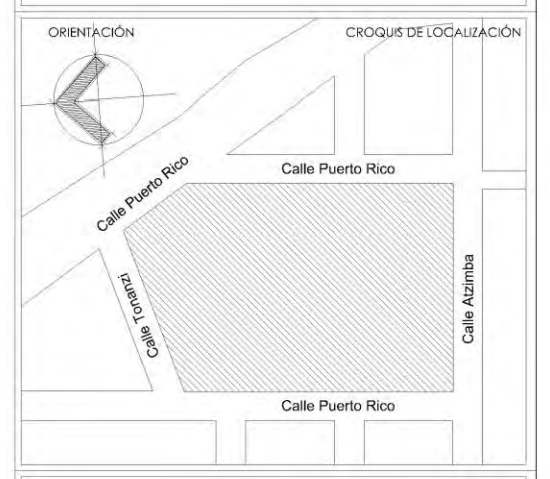 ORIENTACIÓN
CROQUIS DE LOCALIZACIÓN
Calle Puerto Rico
Calle Puerto Rico
Calle Tonanzi
Calle Atzimba
Calle Puerto Rico